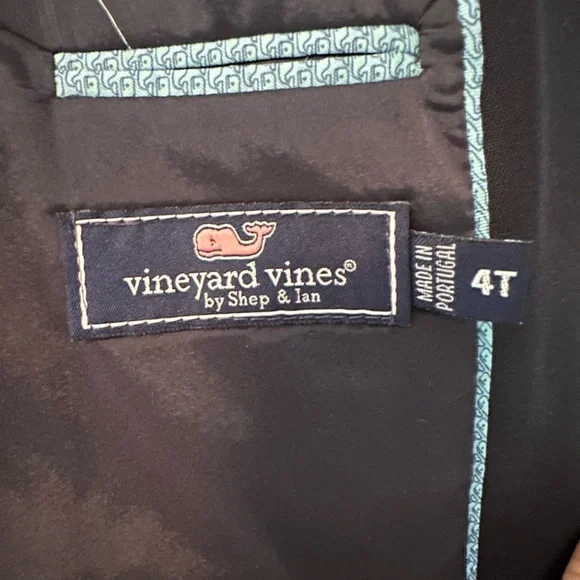 vineyard vines®
by Shep & Ian
MADE IN
PORTUGAL
4T